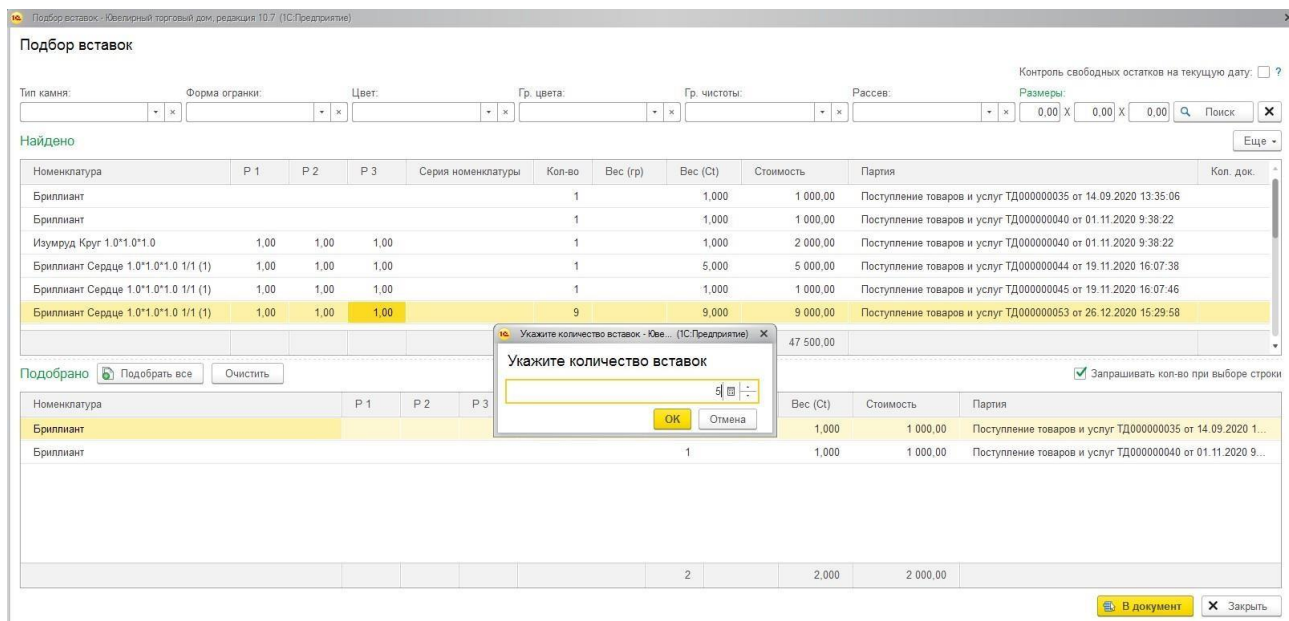 Подбор вставок - Ювелирный торговый дом, редакция 10.7 (1С:Предприятие)
Подбор вставок
Контроль свободных остатков на текущую дату: ?
Тип камня: Форма огранки: Цвет: Гр. цвета: Гр. чистоты: Рассев: Размеры:
0,00 X 0,00 X 0,00 Поиск
Найдено Еще
Номенклатура Р 1 Р 2 Р 3 Серия номенклатуры Кол-во Вес (гр) Вес (Ct) Стоимость Партия Кол. док.
Бриллиант 1 1,000 1 000,00 Поступление товаров и услуг ТД000000035 от 14.09.2020 13:35:06
Бриллиант 1 1,000 1 000,00 Поступление товаров и услуг ТД000000040 от 01.11.2020 9:38:22
Изумруд Круг 1.0*1.0*1.0 1,00 1,00 1,00 1 1,000 2 000,00 Поступление товаров и услуг ТД000000040 от 01.11.2020 9:38:22
Бриллиант Сердце 1.0*1.0*1.0 1/1 (1) 1,00 1,00 1,00 1 5,000 5 000,00 Поступление товаров и услуг ТД000000044 от 19.11.2020 16:07:38
Бриллиант Сердце 1.0*1.0*1.0 1/1 (1) 1,00 1,00 1,00 1 1,000 1 000,00 Поступление товаров и услуг ТД000000045 от 19.11.2020 16:07:46
Бриллиант Сердце 1.0*1.0*1.0 1/1 (1) 1,00 1,00 1,00 9 9,000 9 000,00 Поступление товаров и услуг ТД000000053 от 26.12.2020 15:29:58
47 500,00
Укажите количество вставок - Юве... (1С:Предприятие)
Укажите количество вставок
5
ОК Отмена
Подобрано Подобрать все Очистить Запрашивать кол-во при выборе строки
Номенклатура Р 1 Р 2 Р 3 Вес (Ct) Стоимость Партия
Бриллиант 1,000 1 000,00 Поступление товаров и услуг ТД000000035 от 14.09.2020 1...
Бриллиант 1 1,000 1 000,00 Поступление товаров и услуг ТД000000040 от 01.11.2020 9...
2 2,000 2 000,00
В документ Закрыть